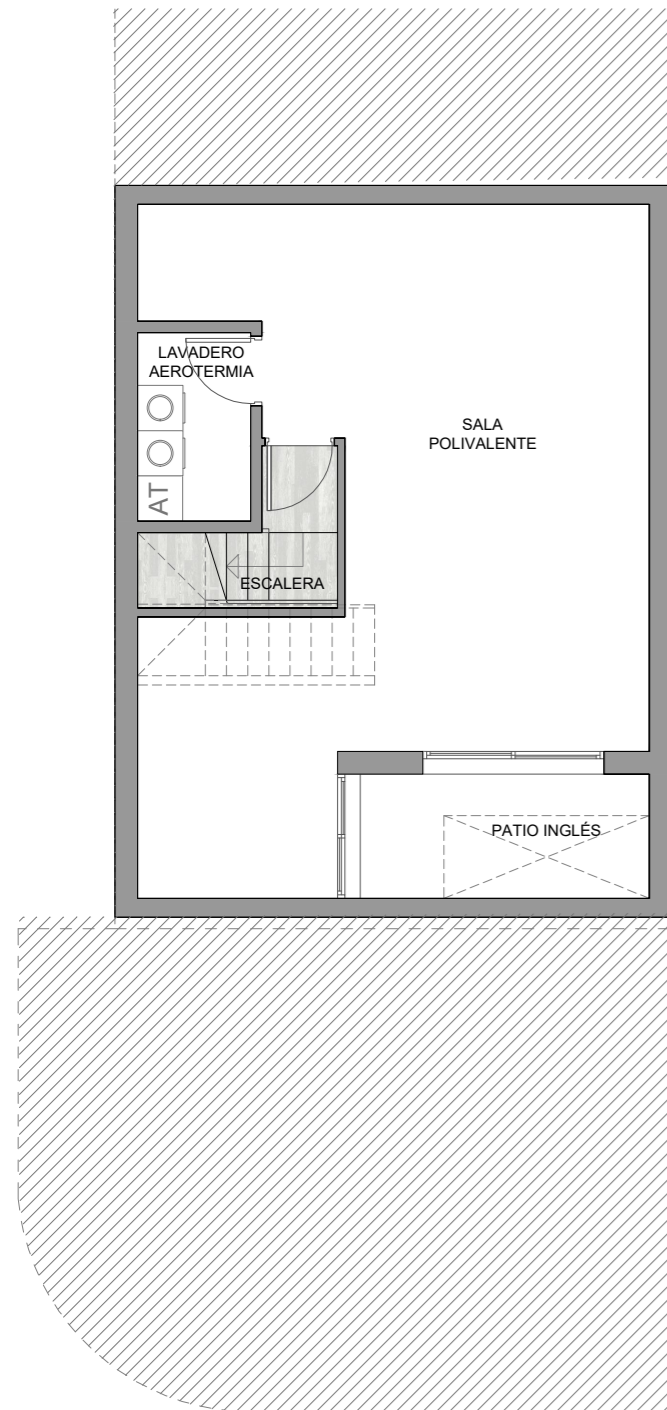 LAVADERO
AEROTERMIA
SALA
POLIVALENTE
AT
ESCALERA
PATIO INGLÉS